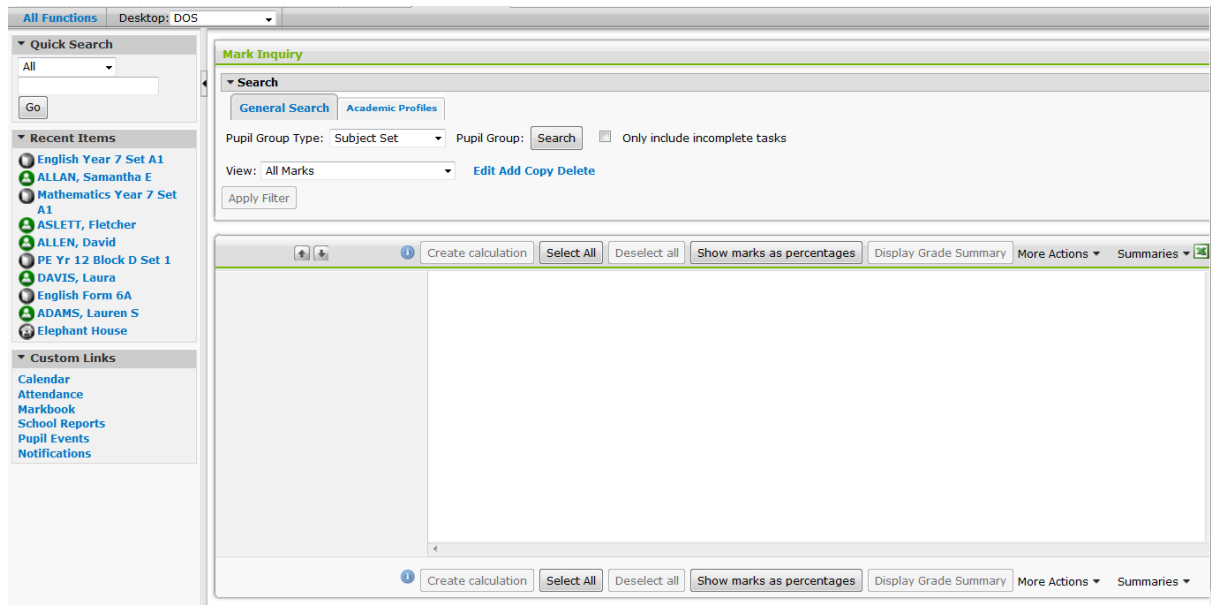 All Functions Desktop: DOS
Quick Search
All
Go
Recent Items
English Year 7 Set A1
ALLAN, Samantha E
Mathematics Year 7 Set
A1
ASLETT, Fletcher
ALLEN, David
PE Yr 12 Block D Set 1
DAVIS, Laura
English Form 6A
ADAMS, Lauren S
Elephant House
Custom Links
Calendar
Attendance
Markbook
School Reports
Pupil Events
Notifications
Mark Inquiry
Search
General Search Academic Profiles
Pupil Group Type: Subject Set Pupil Group: Search Only include incomplete tasks
View: All Marks Edit Add Copy Delete
Apply Filter
Create calculation Select All Deselect all Show marks as percentages Display Grade Summary More Actions Summaries
Create calculation Select All Deselect all Show marks as percentages Display Grade Summary More Actions Summaries